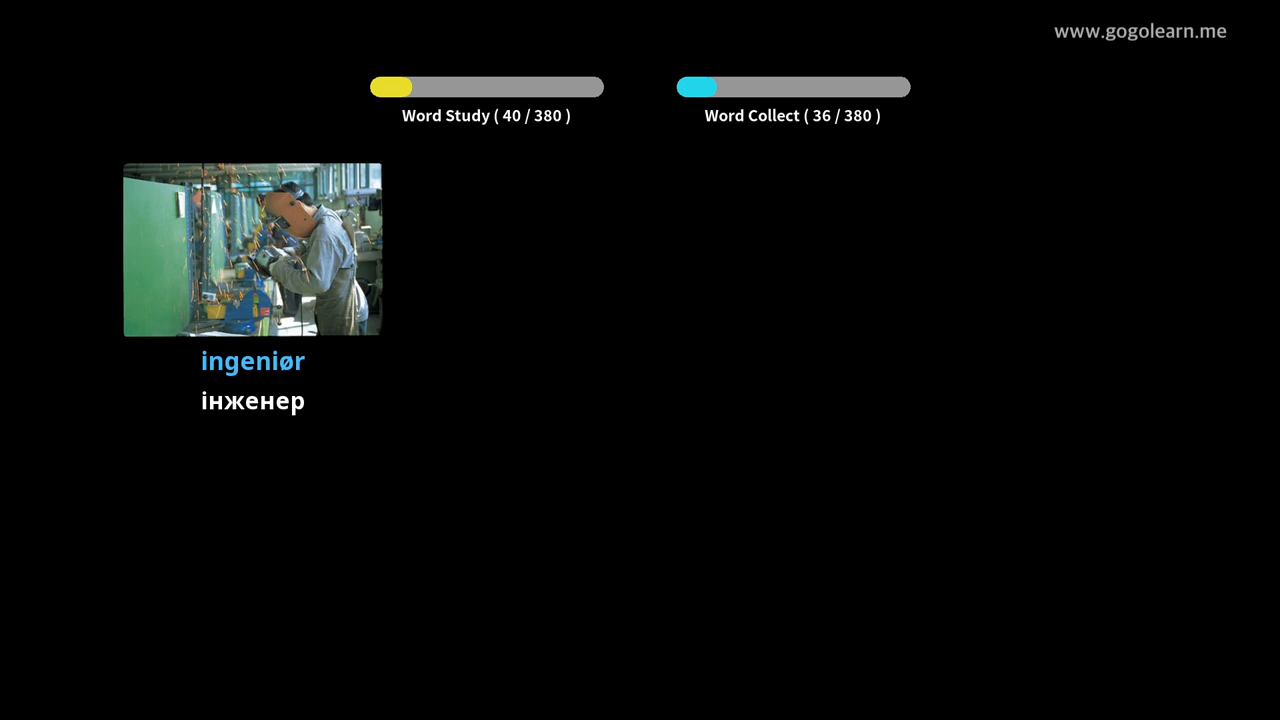 www.gogolearn.me
Word Study ( 40 / 380 )
Word Collect ( 36 / 380 )
ingeniør
інженер